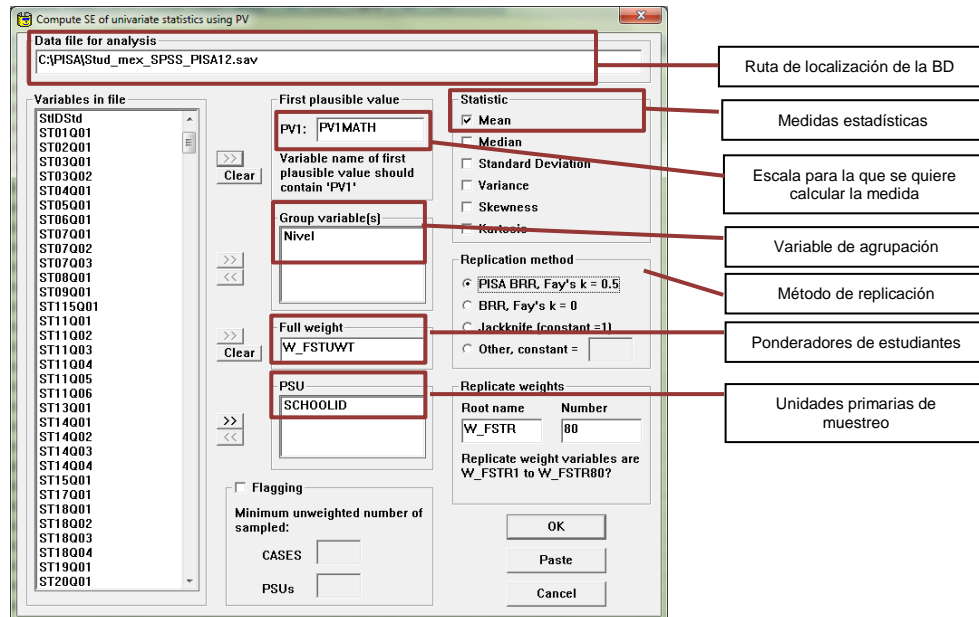 Compute SE of univariate statistics using PV
Data file for analysis
C:\PISA\Stud_mex_SPSS_PISA12.sav
Variables in file
StIDStd
ST01Q01
ST02Q01
ST03Q01
ST03Q02
ST04Q01
ST05Q01
ST06Q01
ST07Q01
ST07Q02
ST07Q03
ST08Q01
ST09Q01
ST115Q01
ST11Q01
ST11Q02
ST11Q03
ST11Q04
ST11Q05
ST11Q06
ST13Q01
ST14Q01
ST14Q02
ST14Q03
ST14Q04
ST15Q01
ST17Q01
ST18Q01
ST18Q02
ST18Q03
ST18Q04
ST19Q01
ST20Q01
>>
Clear
>>
<<
>>
Clear
>>
<<
First plausible value
PV1: PV1MATH
Variable name of first
plausible value should
contain 'PV1'
Group variable(s)
Nivel
Full weight
W_FSTUWT
PSU
SCHOOLID
Flagging
Minimum unweighted number of
sampled:
CASES
PSUs
Statistic
Mean
Median
Standard Deviation
Variance
Skewness
Kurtosis
Replication method
PISA BRR, Fay's k = 0.5
BRR, Fay's k = 0
Jackknife (constant =1)
Other, constant =
Replicate weights
Root name Number
W_FSTR 80
Replicate weight variables are
W_FSTR1 to W_FSTR80?
OK
Paste
Cancel
Ruta de localización de la BD
Medidas estadísticas
Escala para la que se quiere
calcular la medida
Variable de agrupación
Método de replicación
Ponderadores de estudiantes
Unidades primarias de
muestreo